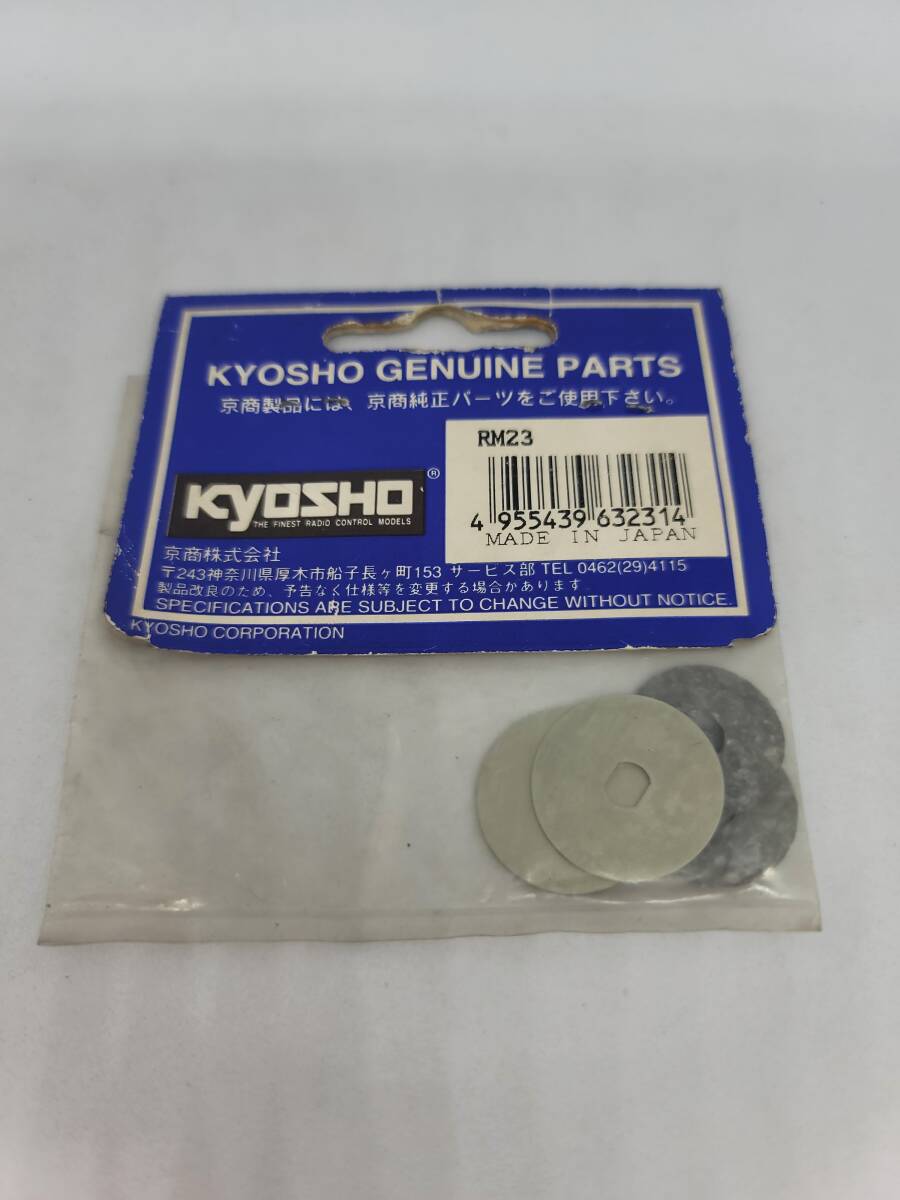 KYOSHO GENUINE PARTS
京商製品には、京商純正パーツをご使用下さい。
RM23
KYOSHO
®
THE FINEST RADIO CONTROL MODELS
4 955439 632314
MADE IN JAPAN
京商株式会社
〒243神奈川県厚木市船子長ヶ町153 サービス部 TEL 0462(29)4115
製品改良のため、予告なく仕様等を変更する場合かあります。
SPECIFICATIONS ARE SUBJECT TO CHANGE WITHOUT NOTICE.
KYOSHO CORPORATION